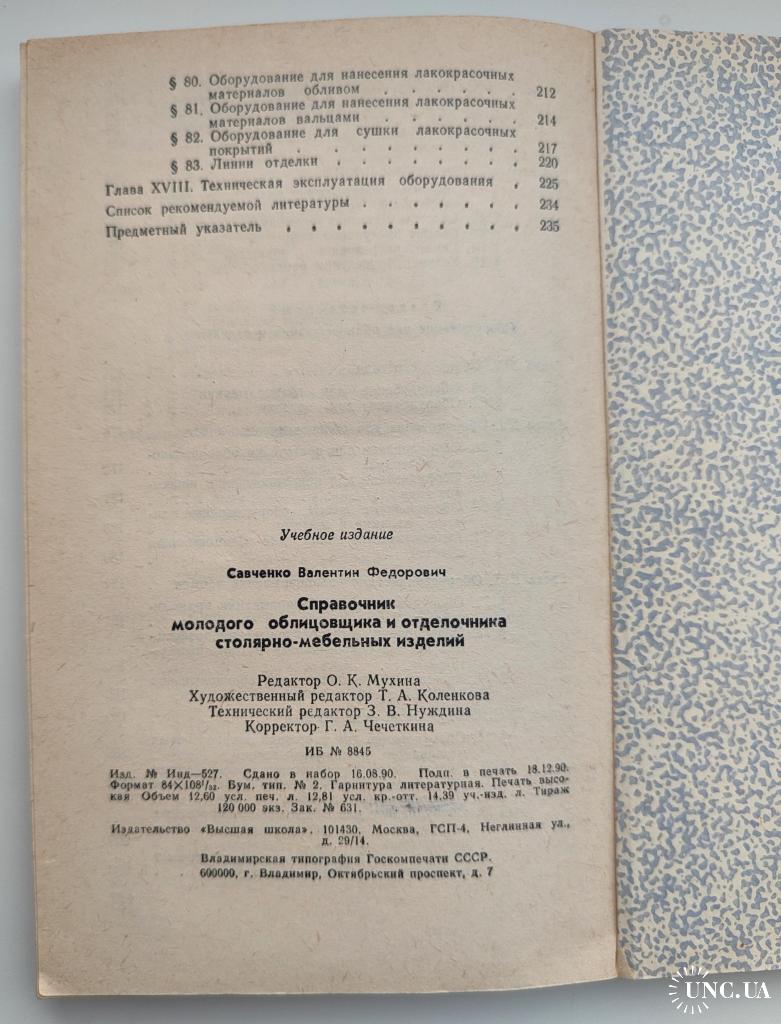 § 80. Оборудование для нанесения лакокрасочных
материалов обливом . . . . . . 212
§ 81. Оборудование для нанесения лакокрасочных
материалов вальцами . . . . . . 214
§ 82. Оборудование для сушки лакокрасочных
покрытий . . . . . . . . 217
§ 83. Линии отделки . . . . . . . 220
Глава XVIII. Техническая эксплуатация оборудования . 225
Список рекомендуемой литературы . . . . . . 234
Предметный указатель . . . . . . . . . . 235
Учебное издание
Савченко Валентин Федорович
Справочник
молодого облицовщика и отделочника
столярно-мебельных изделий
Редактор О. К. Мухина
Художественный редактор Т. А. Коленкова
Технический редактор З. В. Нуждина
Корректор Г. А. Чечеткина
ИБ № 8845
Изд. № Инд—527. Сдано в набор 16.08.90. Подп. в печать 18.12.90.
Формат 84×108¹/₃₂. Бум. тип. № 2. Гарнитура литературная. Печать высо-
кая Объем 12,60 усл. печ. л. 12,81 усл. кр.-отт. 14,39 уч.-изд. л. Тираж
120 000 экз. Зак. № 631.
Издательство «Высшая школа», 101430, Москва, ГСП-4, Неглинная ул.,
д. 29/14.
Владимирская типография Госкомпечати СССР.
600000, г. Владимир, Октябрьский проспект, д. 7
UNC.UA